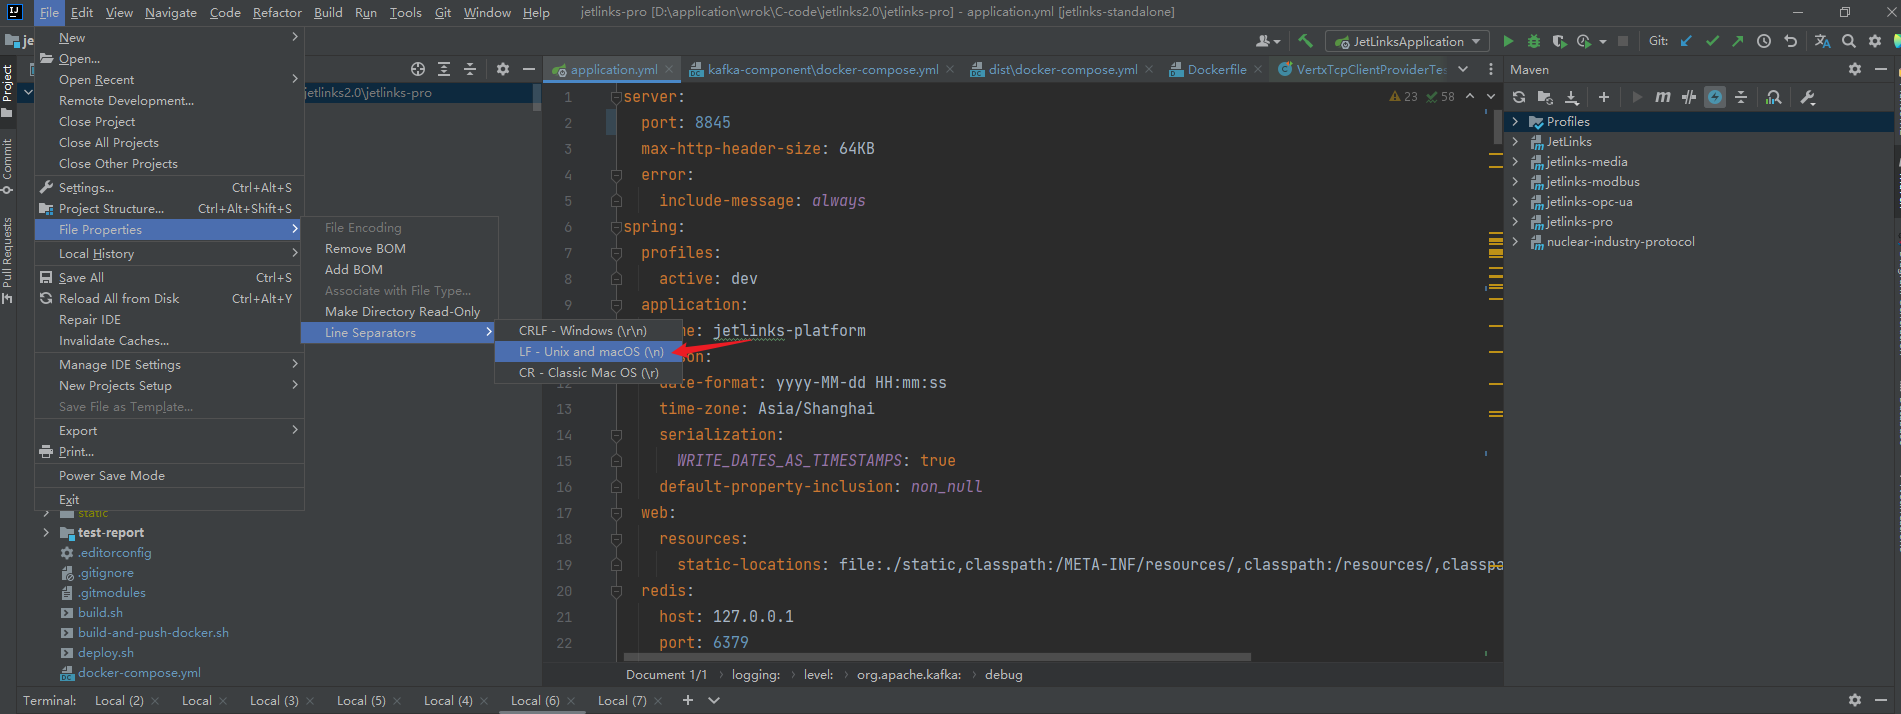 File Edit View Navigate Code Refactor Build Run Tools Git Window Help jetlinks-pro [D:\application\wrok\C-code\jetlinks2.0\jetlinks-pro] - application.yml [jetlinks-standalone]
je
JetLinksApplication Git:
New
Open...
Open Recent
Remote Development...
Close Project
Close All Projects
Close Other Projects
Settings... Ctrl+Alt+S
Project Structure... Ctrl+Alt+Shift+S
File Properties
Local History
Save All Ctrl+S
Reload All from Disk Ctrl+Alt+Y
Repair IDE
Invalidate Caches...
Manage IDE Settings
New Projects Setup
Save File as Template...
Export
Print...
Power Save Mode
Exit
File Encoding
Remove BOM
Add BOM
Associate with File Type...
Make Directory Read-Only
Line Separators
CRLF - Windows (\r\n)
LF - Unix and macOS (\n)
CR - Classic Mac OS (\r)
Project
Commit
Pull Requests
jetlinks2.0\jetlinks-pro
static
test-report
.editorconfig
.gitignore
.gitmodules
build.sh
build-and-push-docker.sh
deploy.sh
docker-compose.yml
application.yml kafka-component\docker-compose.yml dist\docker-compose.yml Dockerfile VertxTcpClientProviderTes
23 58
1 server:
2 port: 8845
3 max-http-header-size: 64KB
4 error:
5 include-message: always
6 spring:
7 profiles:
8 active: dev
9 application:
me: jetlinks-platform
on:
12 date-format: yyyy-MM-dd HH:mm:ss
13 time-zone: Asia/Shanghai
14 serialization:
15 WRITE_DATES_AS_TIMESTAMPS: true
16 default-property-inclusion: non_null
17 web:
18 resources:
19 static-locations: file:./static,classpath:/META-INF/resources/,classpath:/resources/,classpa
20 redis:
21 host: 127.0.0.1
22 port: 6379
Document 1/1 logging: level: org.apache.kafka: debug
Maven
Profiles
JetLinks
jetlinks-media
jetlinks-modbus
jetlinks-opc-ua
jetlinks-pro
nuclear-industry-protocol
Terminal: Local (2) Local Local (3) Local (5) Local (4) Local (6) Local (7)